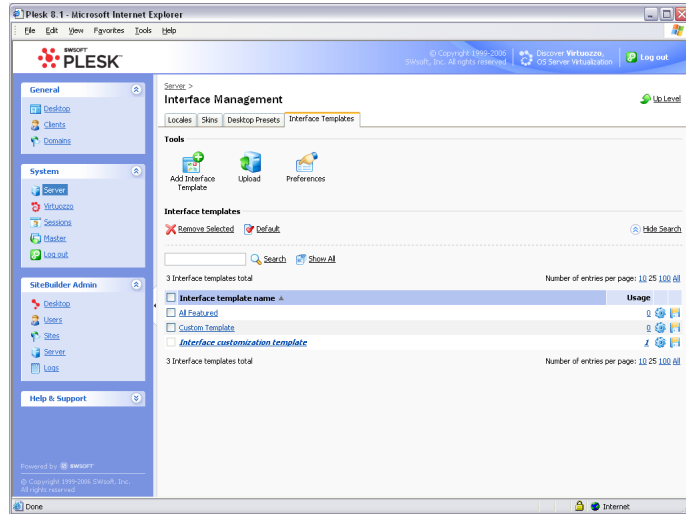 Plesk 8.1 - Microsoft Internet Explorer
File Edit View Favorites Tools Help
SWSOFT
PLESK
© Copyright 1999-2006
SWsoft, Inc. All rights reserved
Discover Virtuozzo,
OS Server Virtualization
Log out
General
Desktop
Clients
Domains
System
Server
Virtuozzo
Sessions
Master
Log out
SiteBuilder Admin
Desktop
Users
Sites
Server
Logs
Help & Support
Powered by SWSOFT
© Copyright 1999-2006 SWsoft, Inc.
All rights reserved
Server >
Interface Management
Up Level
Locales Skins Desktop Presets Interface Templates
Tools
Add Interface
Template
Upload
Preferences
Interface templates
Remove Selected Default Hide Search
Search Show All
3 Interface templates total Number of entries per page: 10 25 100 All
Interface template name Usage
All Featured 0
Custom Template 0
Interface customization template 1
3 Interface templates total Number of entries per page: 10 25 100 All
Done Internet